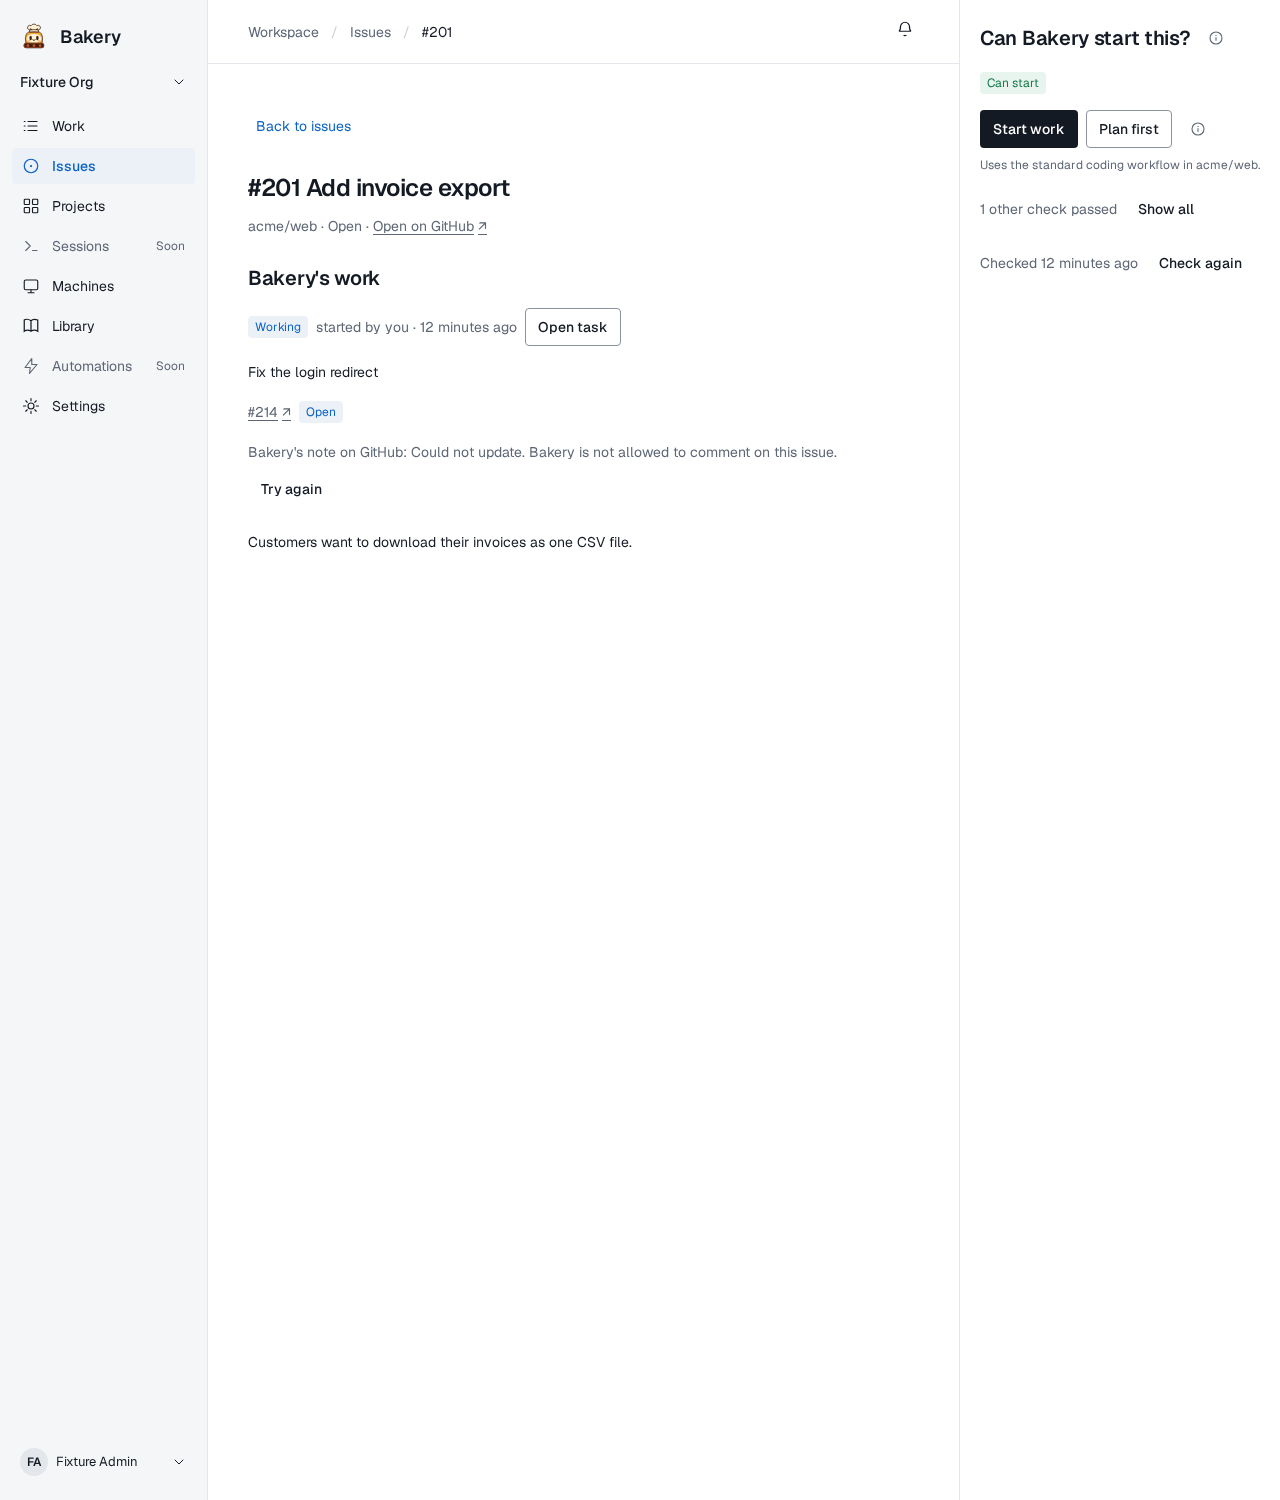 Bakery
Fixture Org
Work
Issues
Projects
Sessions Soon
Machines
Library
Automations Soon
Settings
FA Fixture Admin
Workspace / Issues / #201
Back to issues
#201 Add invoice export
acme/web · Open · Open on GitHub ↗
Bakery's work
Working started by you · 12 minutes ago Open task
Fix the login redirect
#214 ↗ Open
Bakery's note on GitHub: Could not update. Bakery is not allowed to comment on this issue.
Try again
Customers want to download their invoices as one CSV file.
Can Bakery start this?
Can start
Start work Plan first
Uses the standard coding workflow in acme/web.
1 other check passed Show all
Checked 12 minutes ago Check again